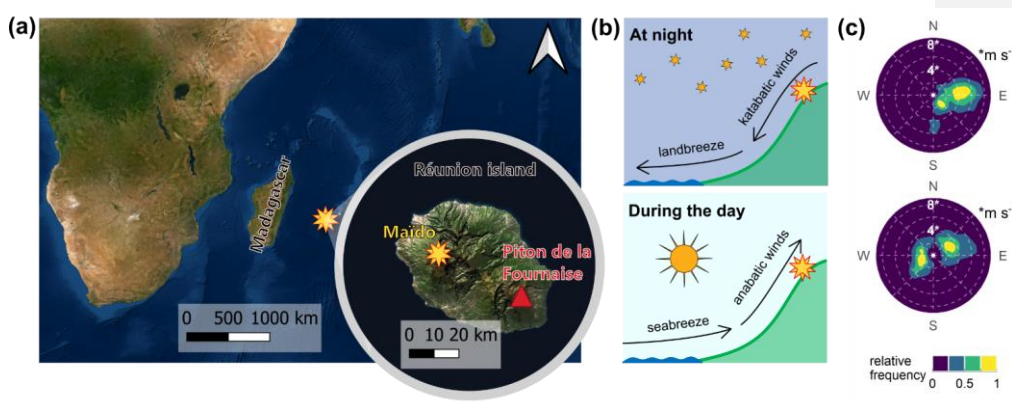 (a)
Madagascar
Réunion island
Maïdo
Piton de la
Fournaise
0 500 1000 km
0 10 20 km
(b)
At night
katabatic winds
landbreeze
During the day
anabatic winds
seabreeze
(c)
N
8*
*m s-
4*
W
E
S
N
8*
*m s-
4*
W
E
S
relative
frequency
0 0.5 1